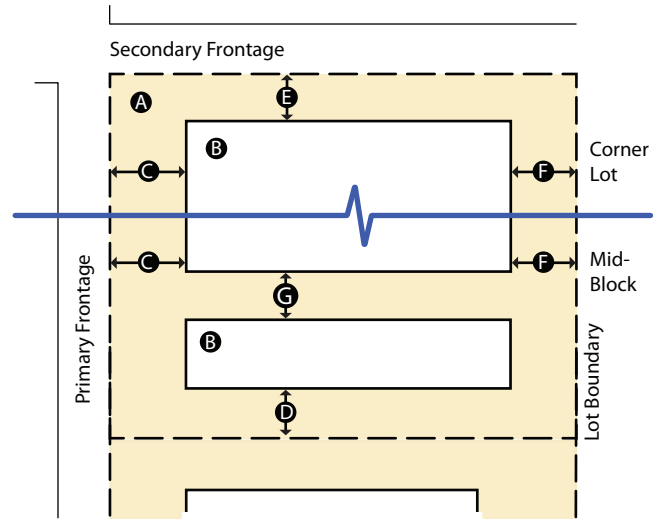 Secondary Frontage
A
E
B
C
F
Corner
Lot
C
F
Mid-
Block
G
Primary Frontage
B
Lot Boundary
D